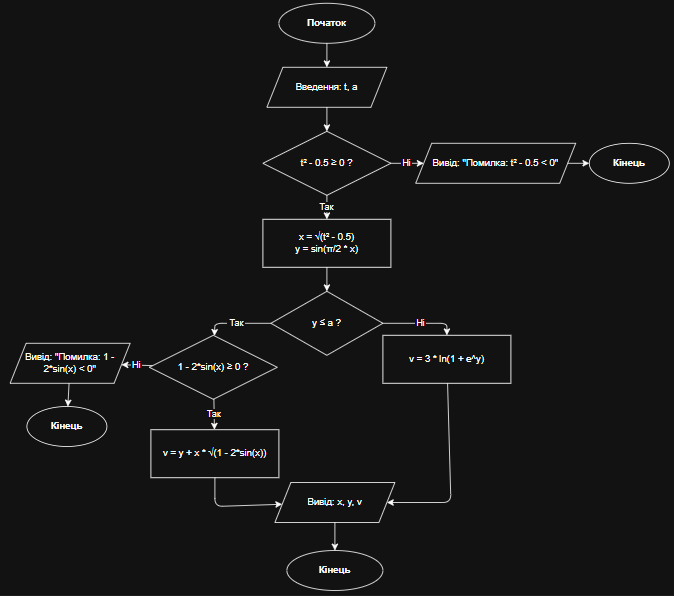 Початок
Введення: t, a
t² - 0.5 ≥ 0 ?
Ні
Вивід: "Помилка: t² - 0.5 < 0"
Кінець
Так
x = √(t² - 0.5)
y = sin(π/2 * x)
y ≤ a ?
Так
Ні
1 - 2*sin(x) ≥ 0 ?
v = 3 * ln(1 + e^y)
Ні
Вивід: "Помилка: 1 -
2*sin(x) < 0"
Кінець
Так
v = y + x * √(1 - 2*sin(x))
Вивід: x, y, v
Кінець